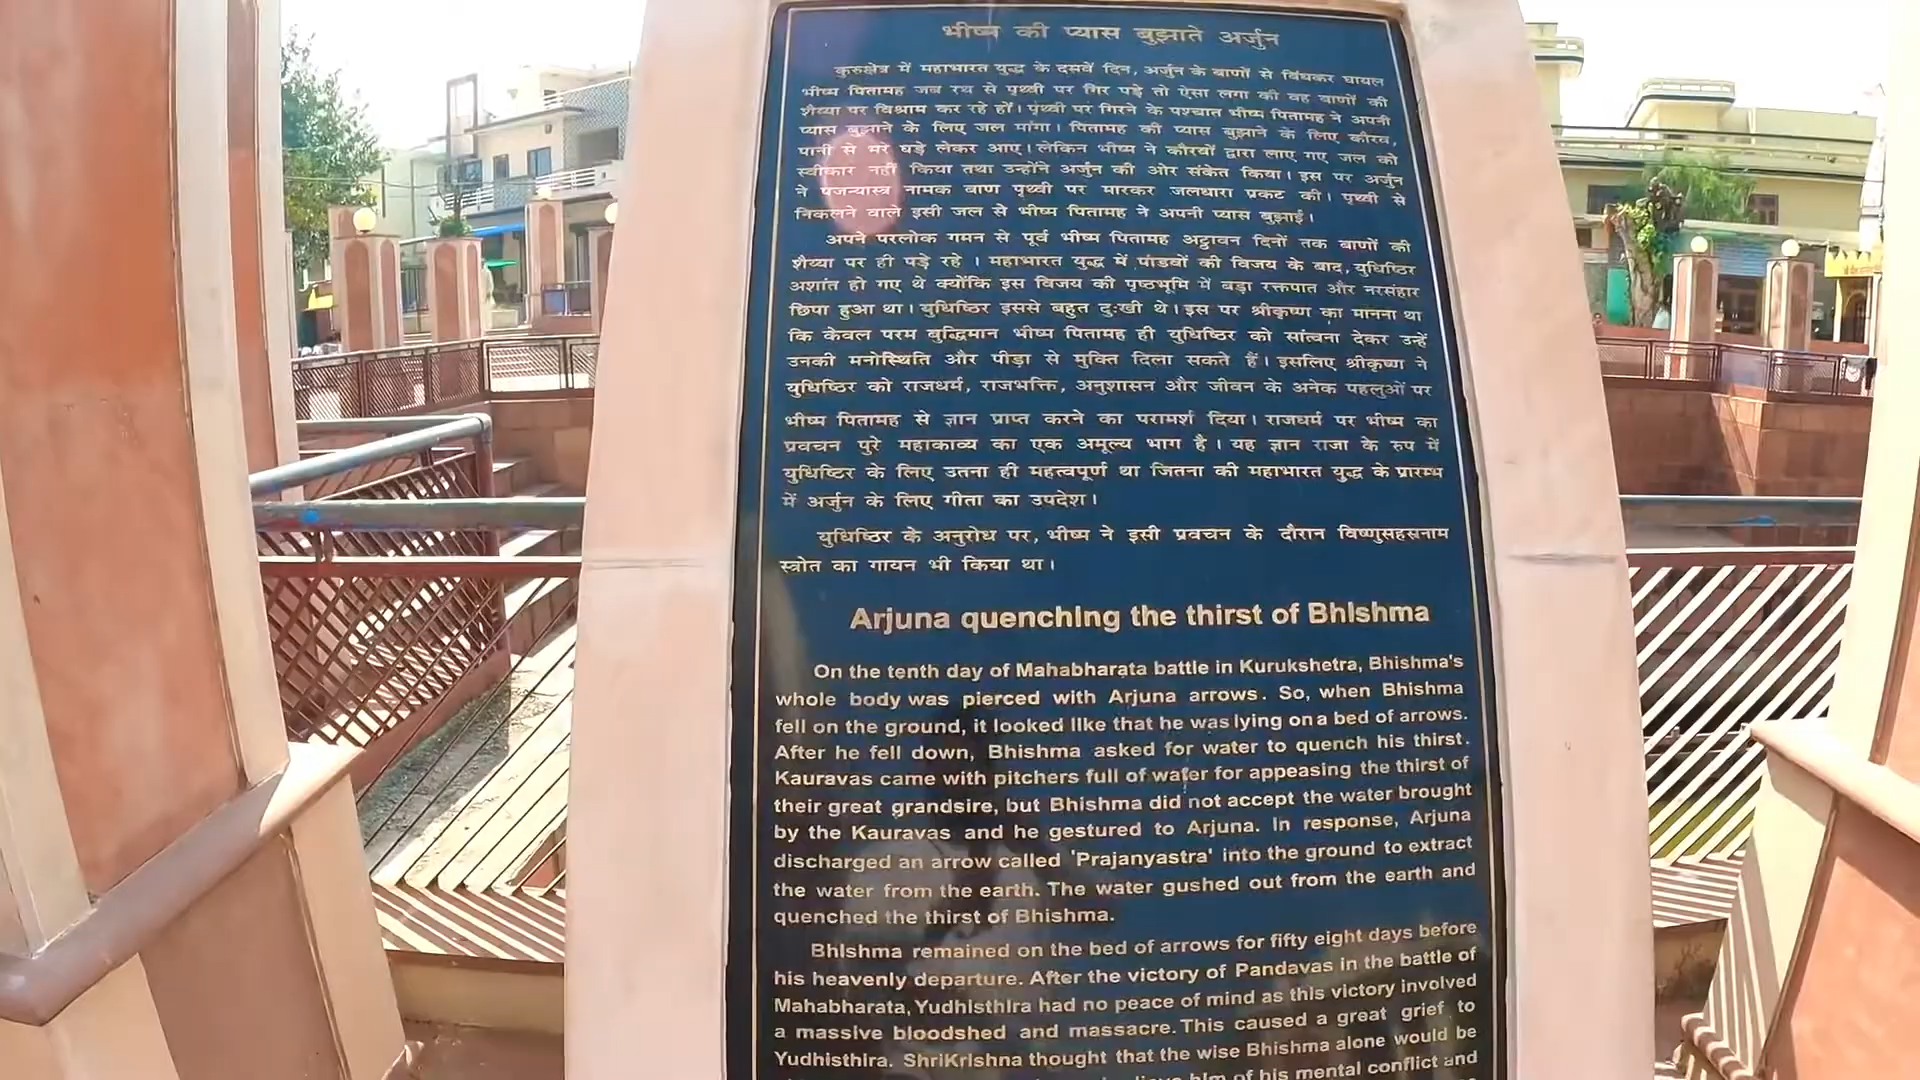 भीष्म की प्यास बुझाते अर्जुन
कुरुक्षेत्र में महाभारत युद्ध के दसवें दिन, अर्जुन के बाणों से बिंधकर घायल
भीष्म पितामह जब रथ से पृथ्वी पर गिर पड़े तो ऐसा लगा की वह बाणों की
शैय्या पर विश्राम कर रहे हों। पृथ्वी पर गिरने के पश्चात भीष्म पितामह ने अपनी
प्यास बुझाने के लिए जल मांगा। पितामह की प्यास बुझाने के लिए कौरव,
पानी से भरे घड़े लेकर आए। लेकिन भीष्म ने कौरवों द्वारा लाए गए जल को
स्वीकार नहीं किया तथा उन्होंने अर्जुन की ओर संकेत किया। इस पर अर्जुन
ने पजन्यास्त्र नामक बाण पृथ्वी पर मारकर जलधारा प्रकट की। पृथ्वी से
निकलने वाले इसी जल से भीष्म पितामह ने अपनी प्यास बुझाई।
अपने परलोक गमन से पूर्व भीष्म पितामह अट्ठावन दिनों तक बाणों की
शैय्या पर ही पड़े रहे । महाभारत युद्ध में पांडवों की विजय के बाद, युधिष्ठिर
अशांत हो गए थे क्योंकि इस विजय की पृष्ठभूमि में बड़ा रक्तपात और नरसंहार
छिपा हुआ था। युधिष्ठिर इससे बहुत दुःखी थे। इस पर श्रीकृष्ण का मानना था
कि केवल परम बुद्धिमान भीष्म पितामह ही युधिष्ठिर को सांत्वना देकर उन्हें
उनकी मनोस्थिति और पीड़ा से मुक्ति दिला सकते हैं। इसलिए श्रीकृष्ण ने
युधिष्ठिर को राजधर्म, राजभक्ति, अनुशासन और जीवन के अनेक पहलुओं पर
भीष्म पितामह से ज्ञान प्राप्त करने का परामर्श दिया। राजधर्म पर भीष्म का
प्रवचन पुरे महाकाव्य का एक अमूल्य भाग है। यह ज्ञान राजा के रुप में
युधिष्टिर के लिए उतना ही महत्वपूर्ण था जितना की महाभारत युद्ध के प्रारम्भ
में अर्जुन के लिए गीता का उपदेश।
युधिष्ठिर के अनुरोध पर, भीष्म ने इसी प्रवचन के दौरान विष्णुसहस्रनाम
स्त्रोत का गायन भी किया था।
Arjuna quenching the thirst of Bhishma
On the tenth day of Mahabharata battle in Kurukshetra, Bhishma's
whole body was pierced with Arjuna arrows. So, when Bhishma
fell on the ground, it looked like that he was lying on a bed of arrows.
After he fell down, Bhishma asked for water to quench his thirst.
Kauravas came with pitchers full of water for appeasing the thirst of
their great grandsire, but Bhishma did not accept the water brought
by the Kauravas and he gestured to Arjuna. In response, Arjuna
discharged an arrow called 'Prajanyastra' into the ground to extract
the water from the earth. The water gushed out from the earth and
quenched the thirst of Bhishma.
Bhishma remained on the bed of arrows for fifty eight days before
his heavenly departure. After the victory of Pandavas in the battle of
Mahabharata, Yudhisthira had no peace of mind as this victory involved
a massive bloodshed and massacre. This caused a great grief to
Yudhisthira. ShriKrishna thought that the wise Bhishma alone would be
him of his mental conflict and